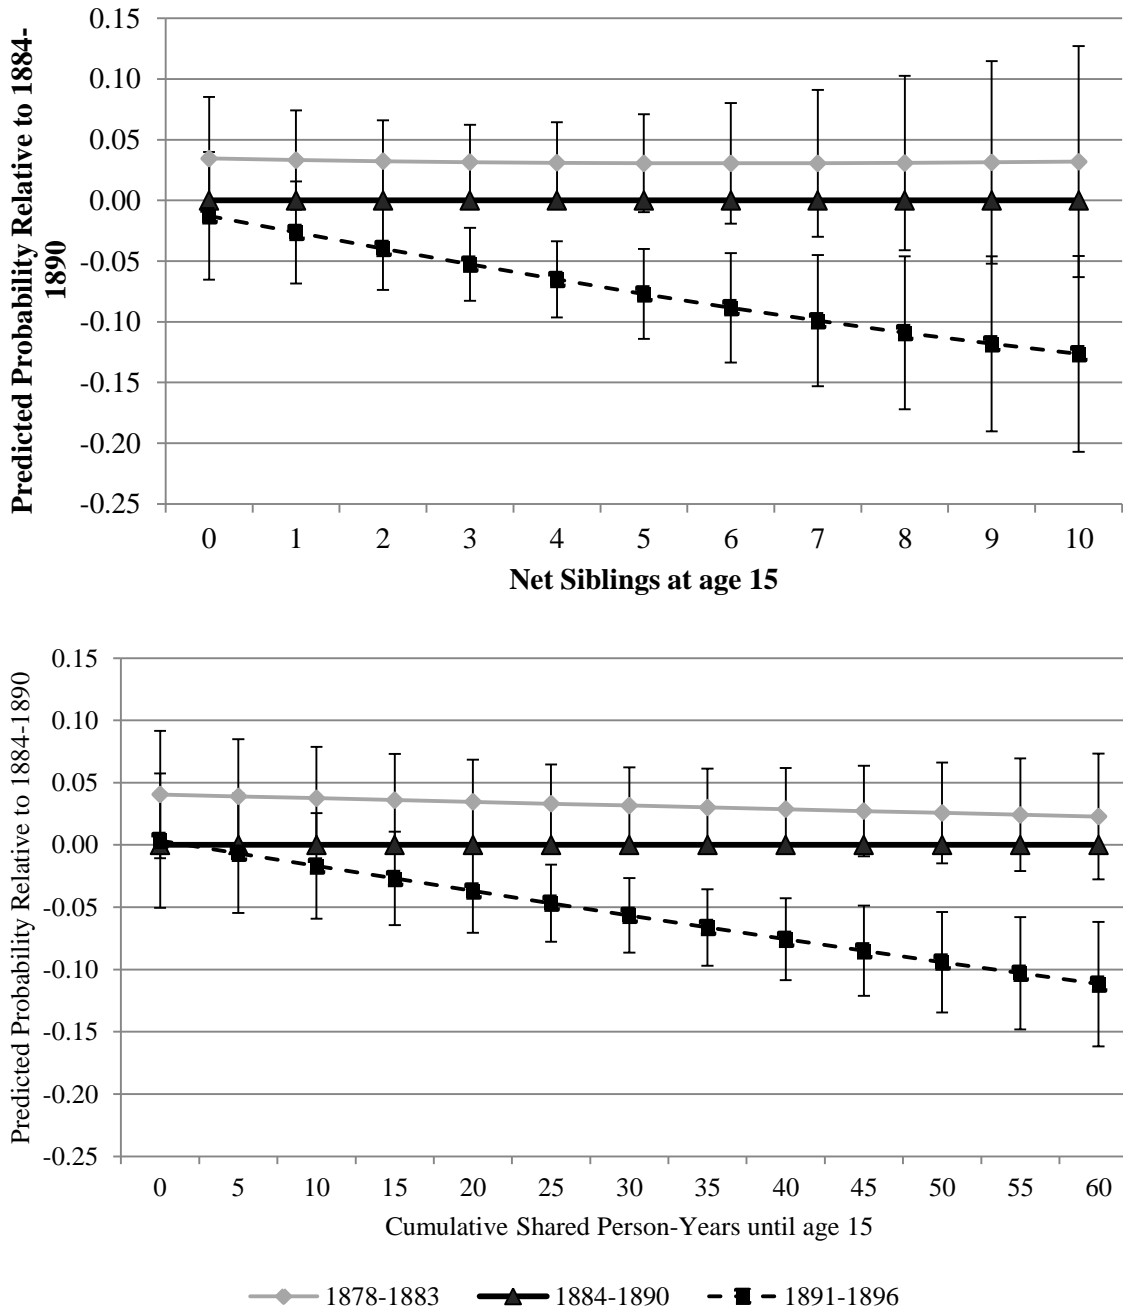 Predicted Probability Relative to 1884-
1890
0.15
0.10
0.05
0.00
-0.05
-0.10
-0.15
-0.20
-0.25
0 1 2 3 4 5 6 7 8 9 10
Net Siblings at age 15
Predicted Probability Relative to 1884-1890
0.15
0.10
0.05
0.00
-0.05
-0.10
-0.15
-0.20
-0.25
0 5 10 15 20 25 30 35 40 45 50 55 60
Cumulative Shared Person-Years until age 15
1878-1883 1884-1890 1891-1896